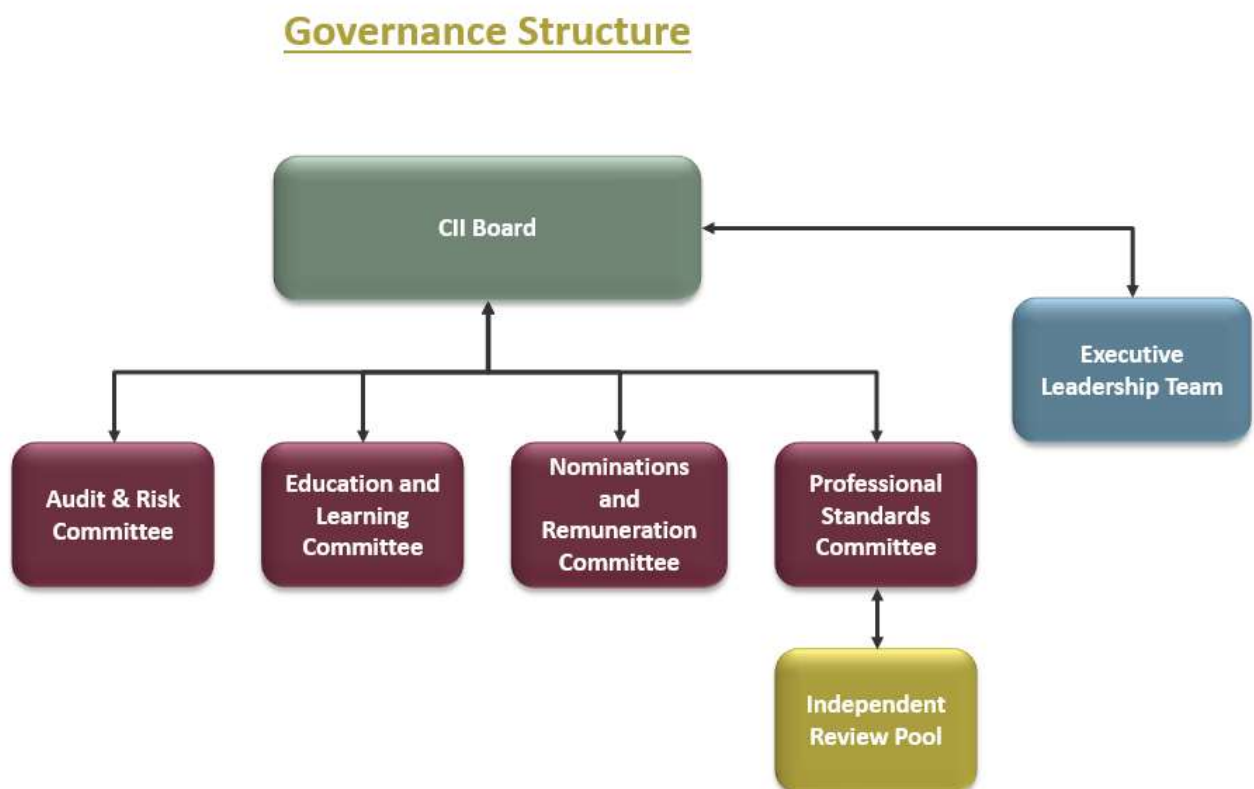 Governance Structure
CII Board
Executive
Leadership Team
Audit & Risk
Committee
Education and
Learning
Committee
Nominations
and
Remuneration
Committee
Professional
Standards
Committee
Independent
Review Pool